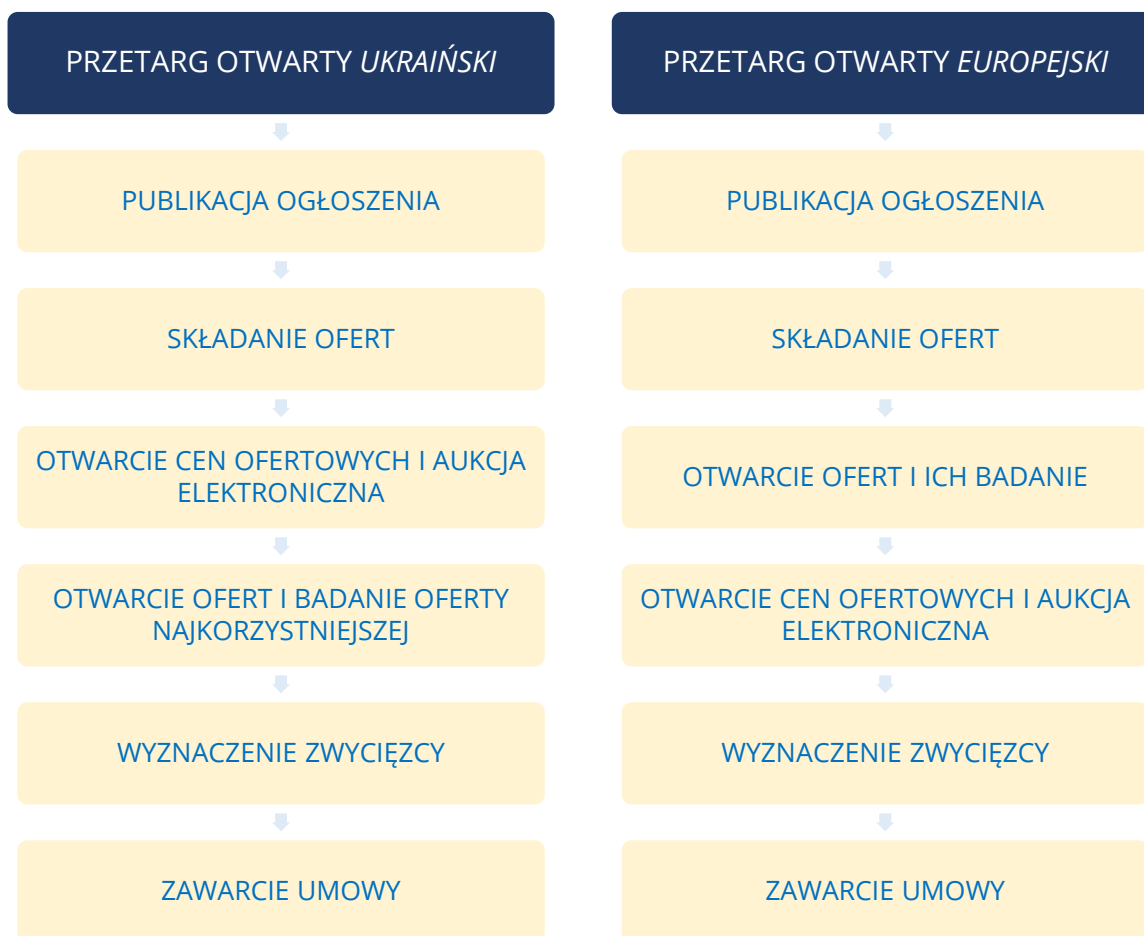 PRZETARG OTWARTY UKRAIŃSKI
PUBLIKACJA OGŁOSZENIA
SKŁADANIE OFERT
OTWARCIE CEN OFERTOWYCH I AUKCJA
ELEKTRONICZNA
OTWARCIE OFERT I BADANIE OFERTY
NAJKORZYSTNIEJSZEJ
WYZNACZENIE ZWYCIĘZCY
ZAWARCIE UMOWY
PRZETARG OTWARTY EUROPEJSKI
PUBLIKACJA OGŁOSZENIA
SKŁADANIE OFERT
OTWARCIE OFERT I ICH BADANIE
OTWARCIE CEN OFERTOWYCH I AUKCJA
ELEKTRONICZNA
WYZNACZENIE ZWYCIĘZCY
ZAWARCIE UMOWY